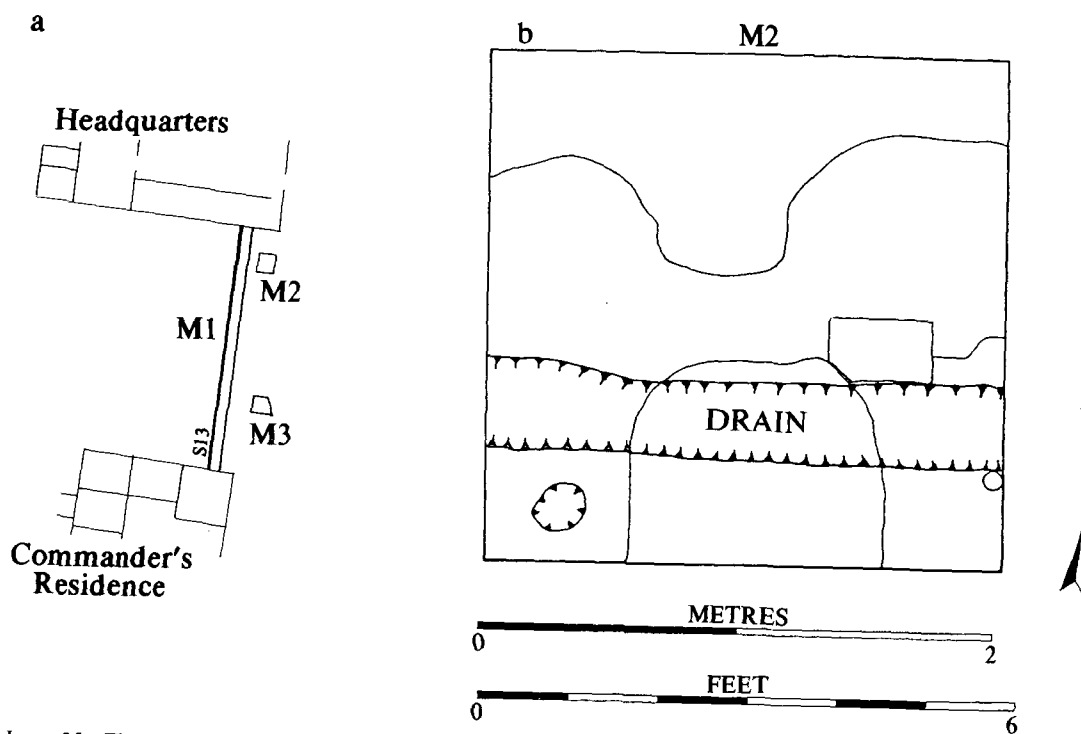 a
Headquarters
M2
M1
S13
M3
Commander's
Residence
b
M2
DRAIN
METRES
0
2
FEET
0
6